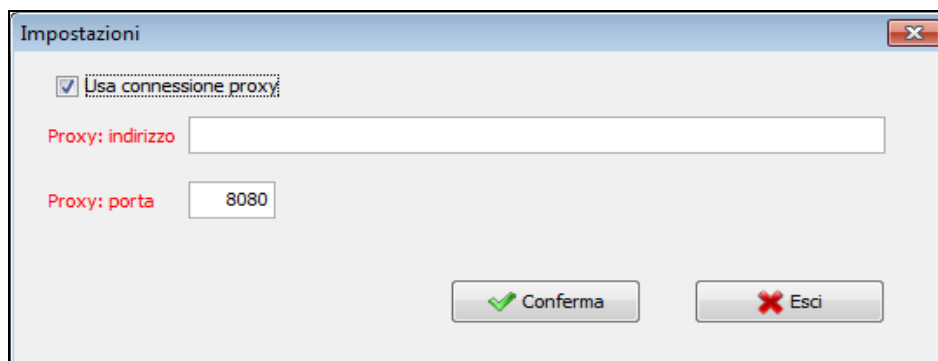 Impostazioni
Usa connessione proxy
Proxy: indirizzo
Proxy: porta 8080
Conferma Esci